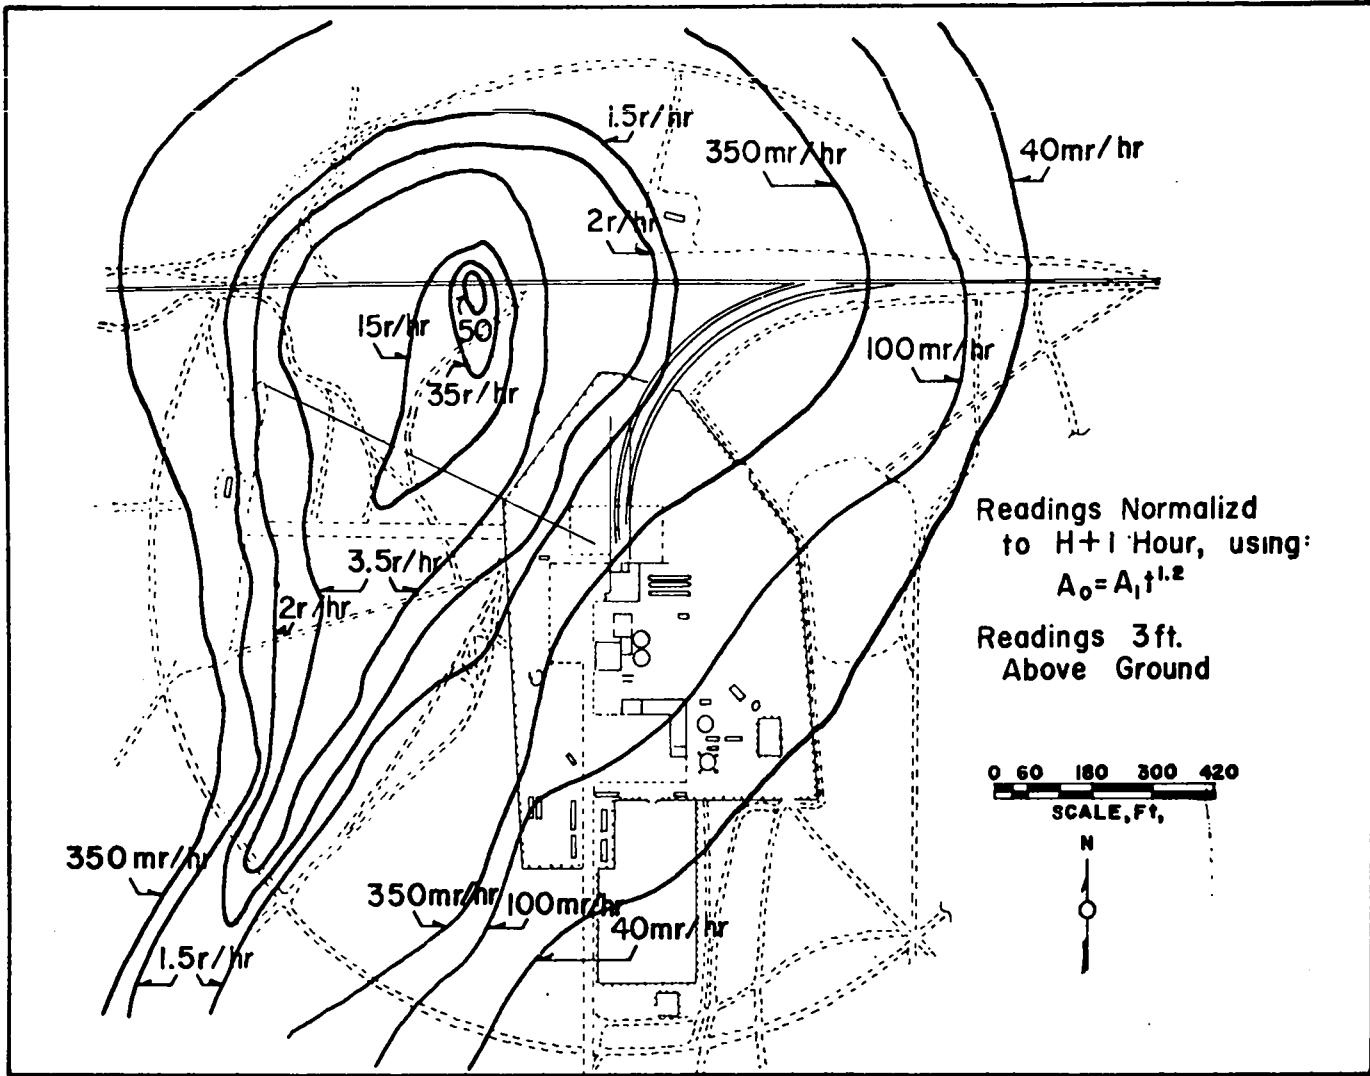 1.5r/hr
350mr/hr
40mr/hr
2r/hr
15r/hr
50
100mr/hr
35r/hr
Readings Normalizd
to H+1 Hour, using:
A₀=A₁t¹·²
3.5r/hr
2r/hr
Readings 3ft.
Above Ground
0 60 180 300 420
SCALE, Ft,
N
350mr/hr
350mr/hr
100mr/hr
40mr/hr
1.5r/hr